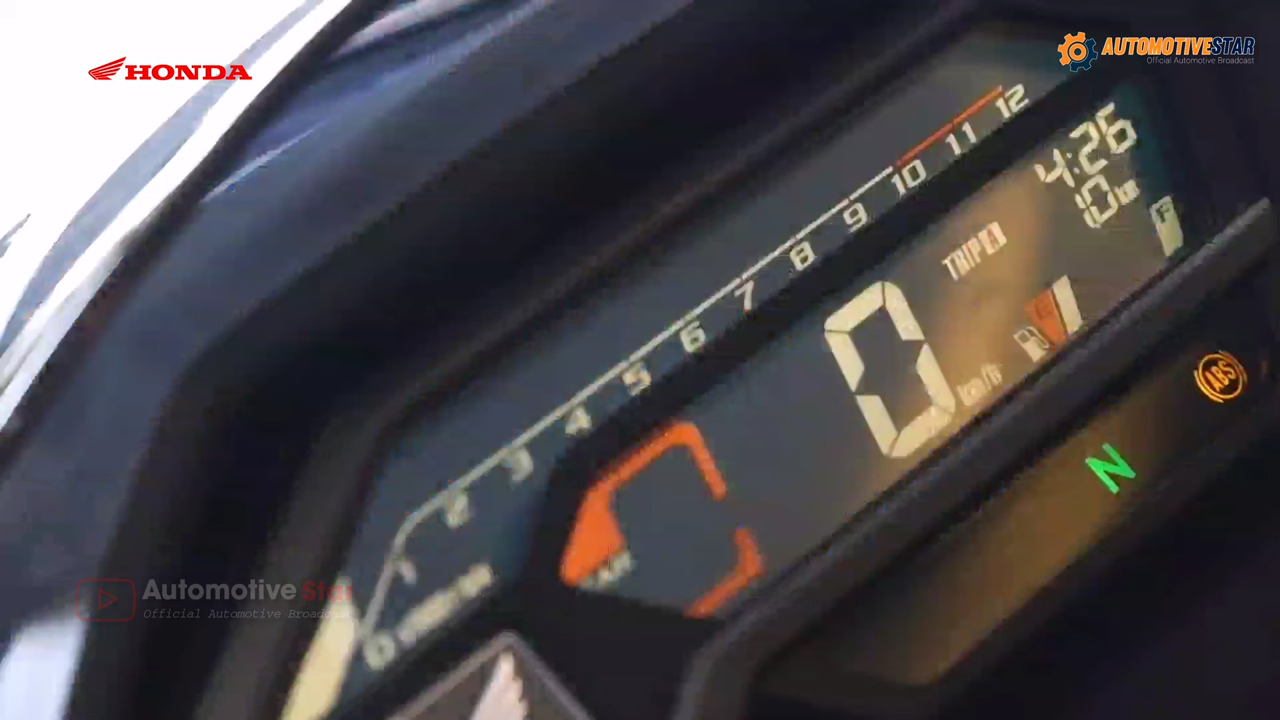 HONDA
AUTOMOTIVESTAR
Official Automotive Broadcast
0 1 2 3 4 5 6 7 8 9 10 11 12
4:26
10 km
TRIP A
F
0 km/h
ABS
N
Automotive Star
Official Automotive Broadcast